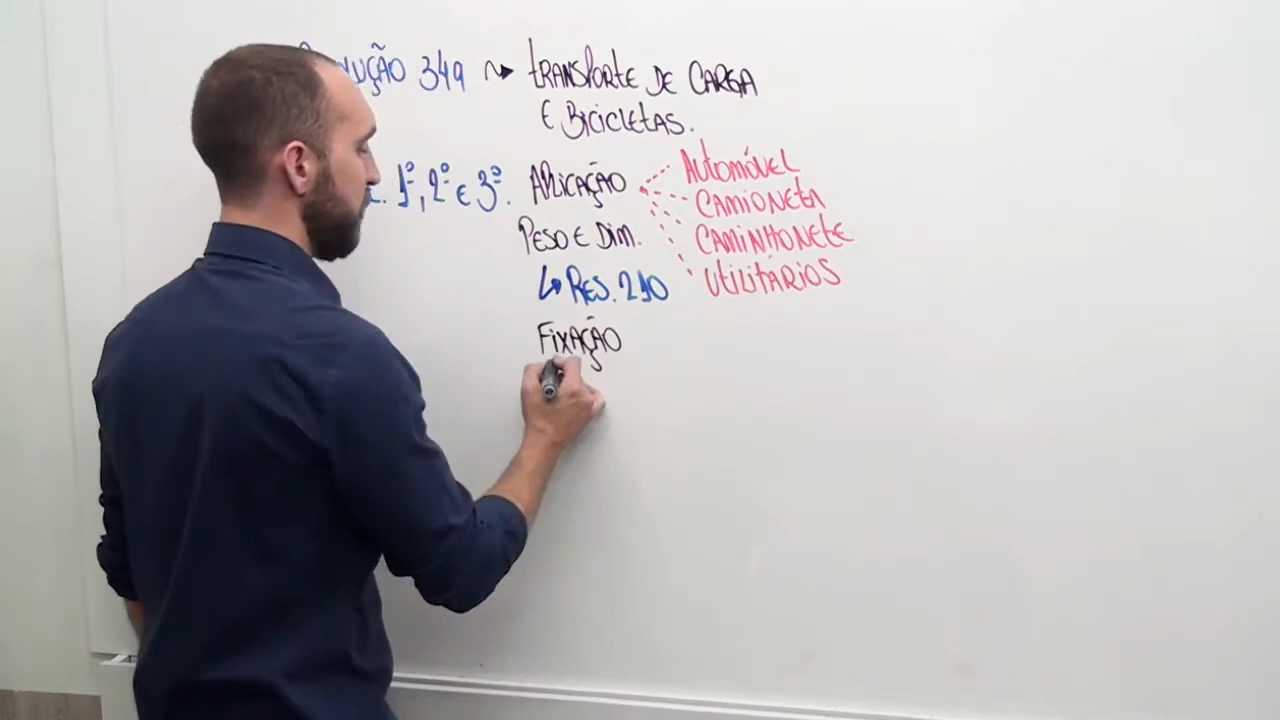 349 ~> TRANSPORTE DE CARGA
E BICICLETAS.
1º, 2º E 3º. APLICAÇÃO
AUTOMÓVEL
CAMIONETA
CAMINHONETE
UTILITÁRIOS
PESO E DIM.
↳ RES. 210
FIXAÇÃO